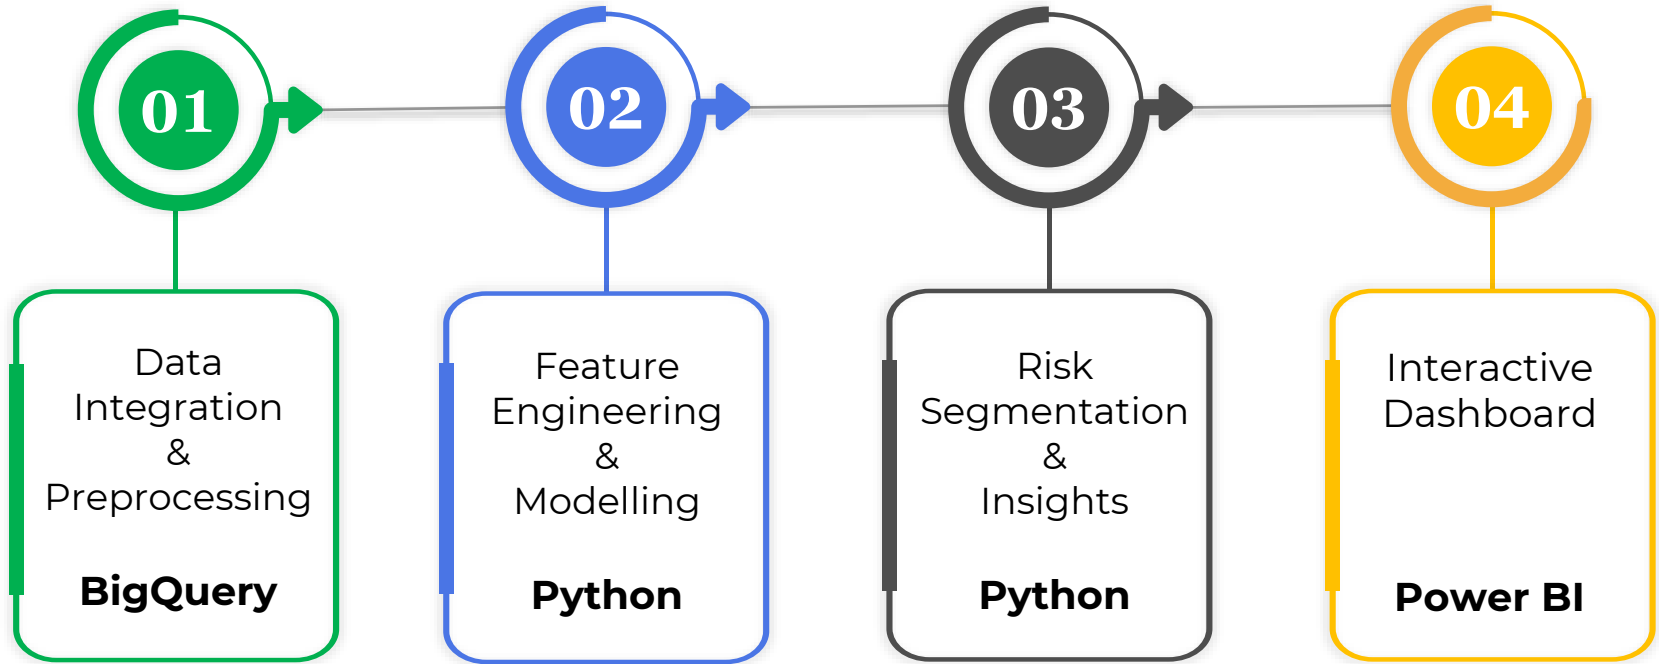 01
02
03
04
Data
Integration
&
Preprocessing
BigQuery
Feature
Engineering
&
Modelling
Python
Risk
Segmentation
&
Insights
Python
Interactive
Dashboard
Power BI